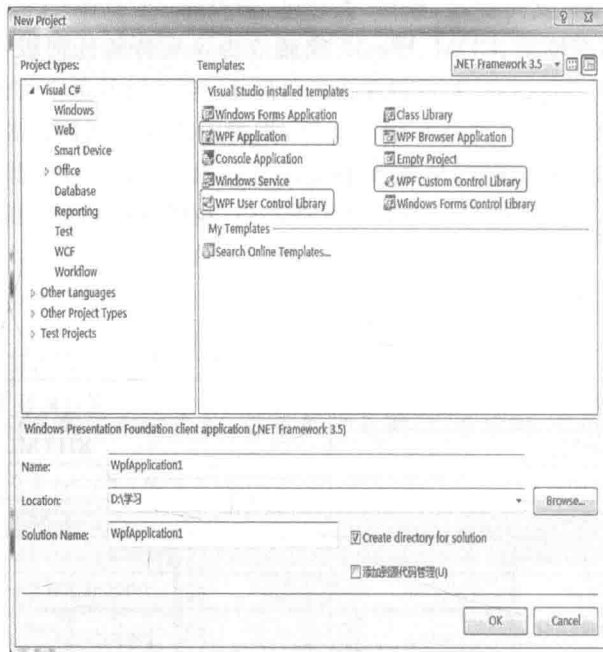 New Project
Project types:
Templates:
.NET Framework 3.5
Visual C#
Windows
Web
Smart Device
Office
Database
Reporting
Test
WCF
Workflow
Other Languages
Other Project Types
Test Projects
Visual Studio installed templates
Windows Forms Application
Class Library
WPF Application
WPF Browser Application
Console Application
Empty Project
Windows Service
WPF Custom Control Library
WPF User Control Library
Windows Forms Control Library
My Templates
Search Online Templates...
Windows Presentation Foundation client application (.NET Framework 3.5)
Name:
WpfApplication1
Location:
D:\学习
Browse...
Solution Name:
WpfApplication1
Create directory for solution
添加到源代码管理(U)
OK
Cancel